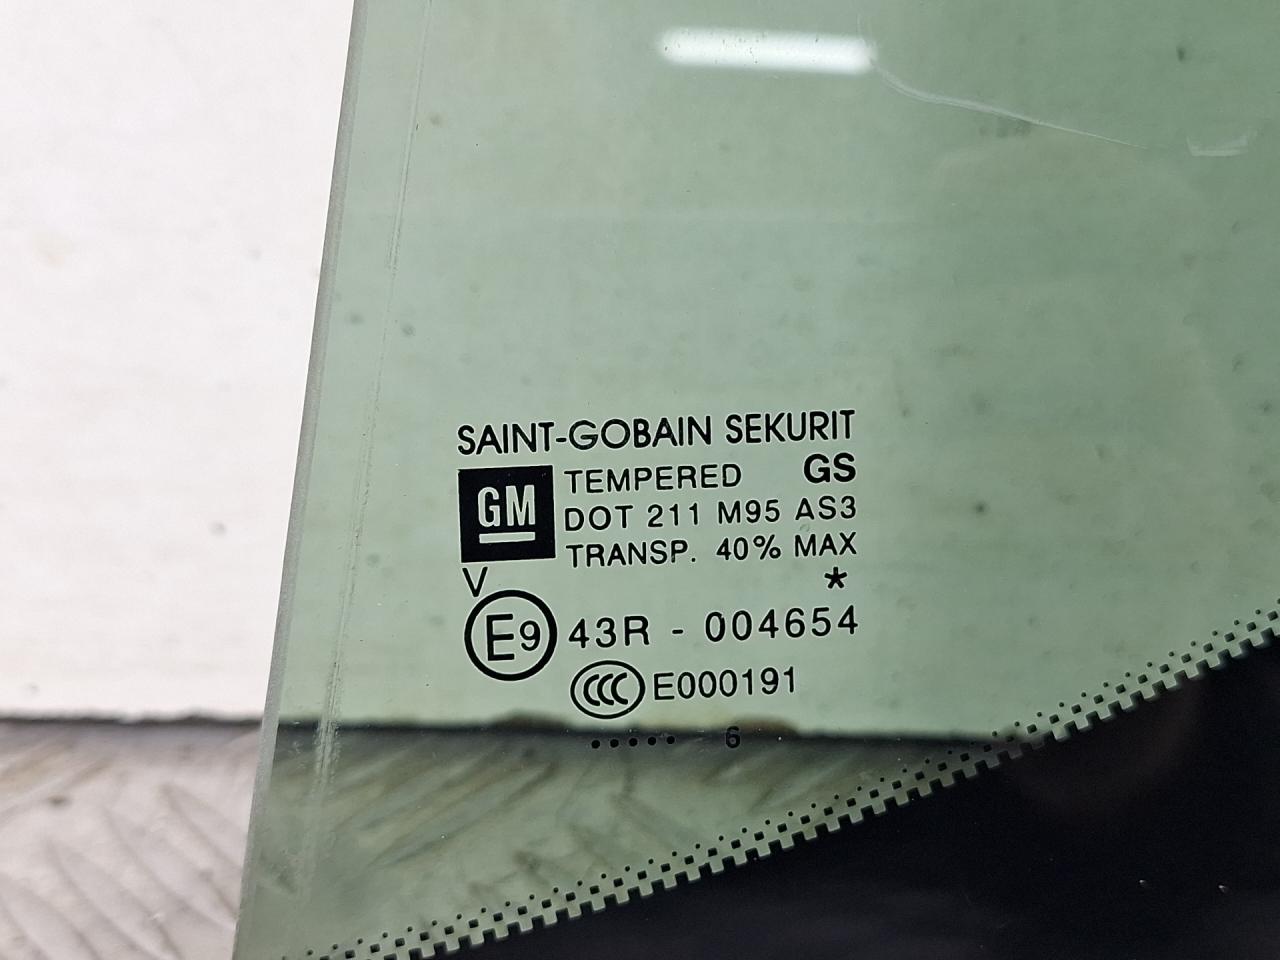 SAINT-GOBAIN SEKURIT
GM TEMPERED GS
DOT 211 M95 AS3
TRANSP. 40% MAX
V *
E9 43R - 004654
CCC E000191
..... 6